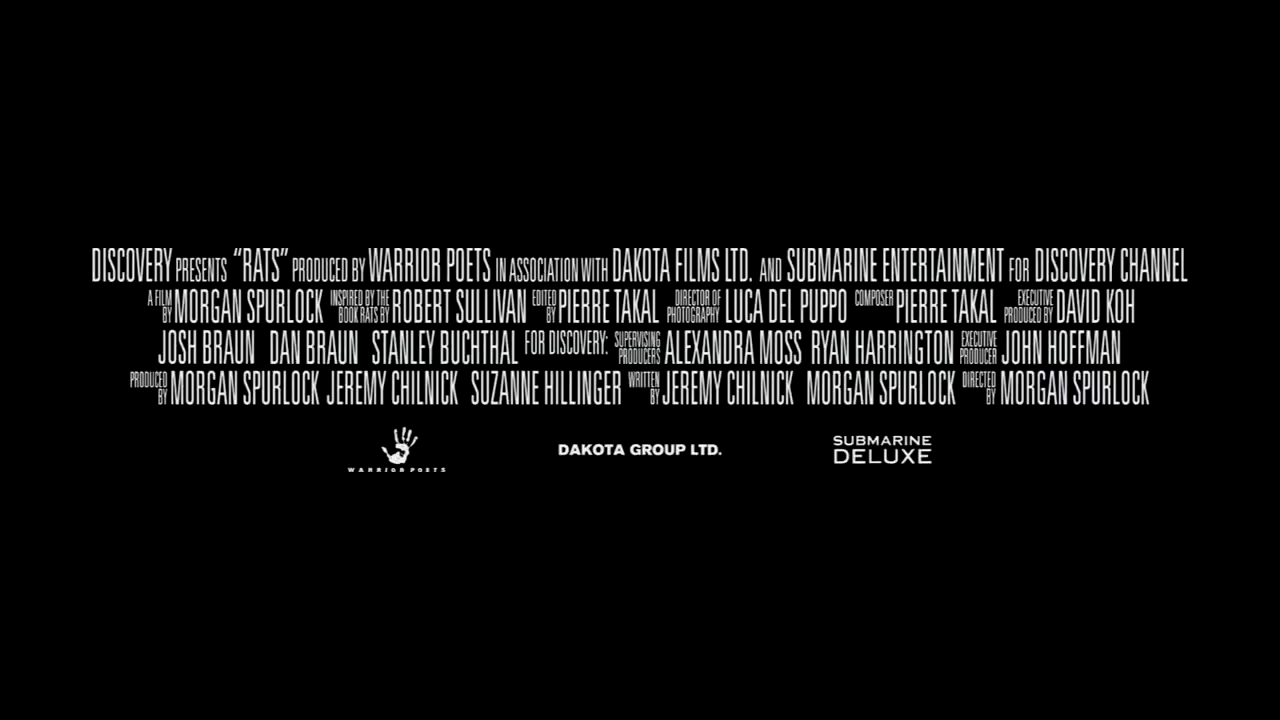 DISCOVERY PRESENTS “RATS” PRODUCED BY WARRIOR POETS IN ASSOCIATION WITH DAKOTA FILMS LTD. AND SUBMARINE ENTERTAINMENT FOR DISCOVERY CHANNEL
A FILM BY MORGAN SPURLOCK INSPIRED BY THE BOOK RATS BY ROBERT SULLIVAN EDITED BY PIERRE TAKAL DIRECTOR OF PHOTOGRAPHY LUCA DEL PUPPO COMPOSER PIERRE TAKAL EXECUTIVE PRODUCED BY DAVID KOH
JOSH BRAUN DAN BRAUN STANLEY BUCHTHAL FOR DISCOVERY: SUPERVISING PRODUCERS ALEXANDRA MOSS RYAN HARRINGTON EXECUTIVE PRODUCER JOHN HOFFMAN
PRODUCED BY MORGAN SPURLOCK JEREMY CHILNICK SUZANNE HILLINGER WRITTEN BY JEREMY CHILNICK MORGAN SPURLOCK DIRECTED BY MORGAN SPURLOCK
WARRIOR POETS
DAKOTA GROUP LTD.
SUBMARINE
DELUXE